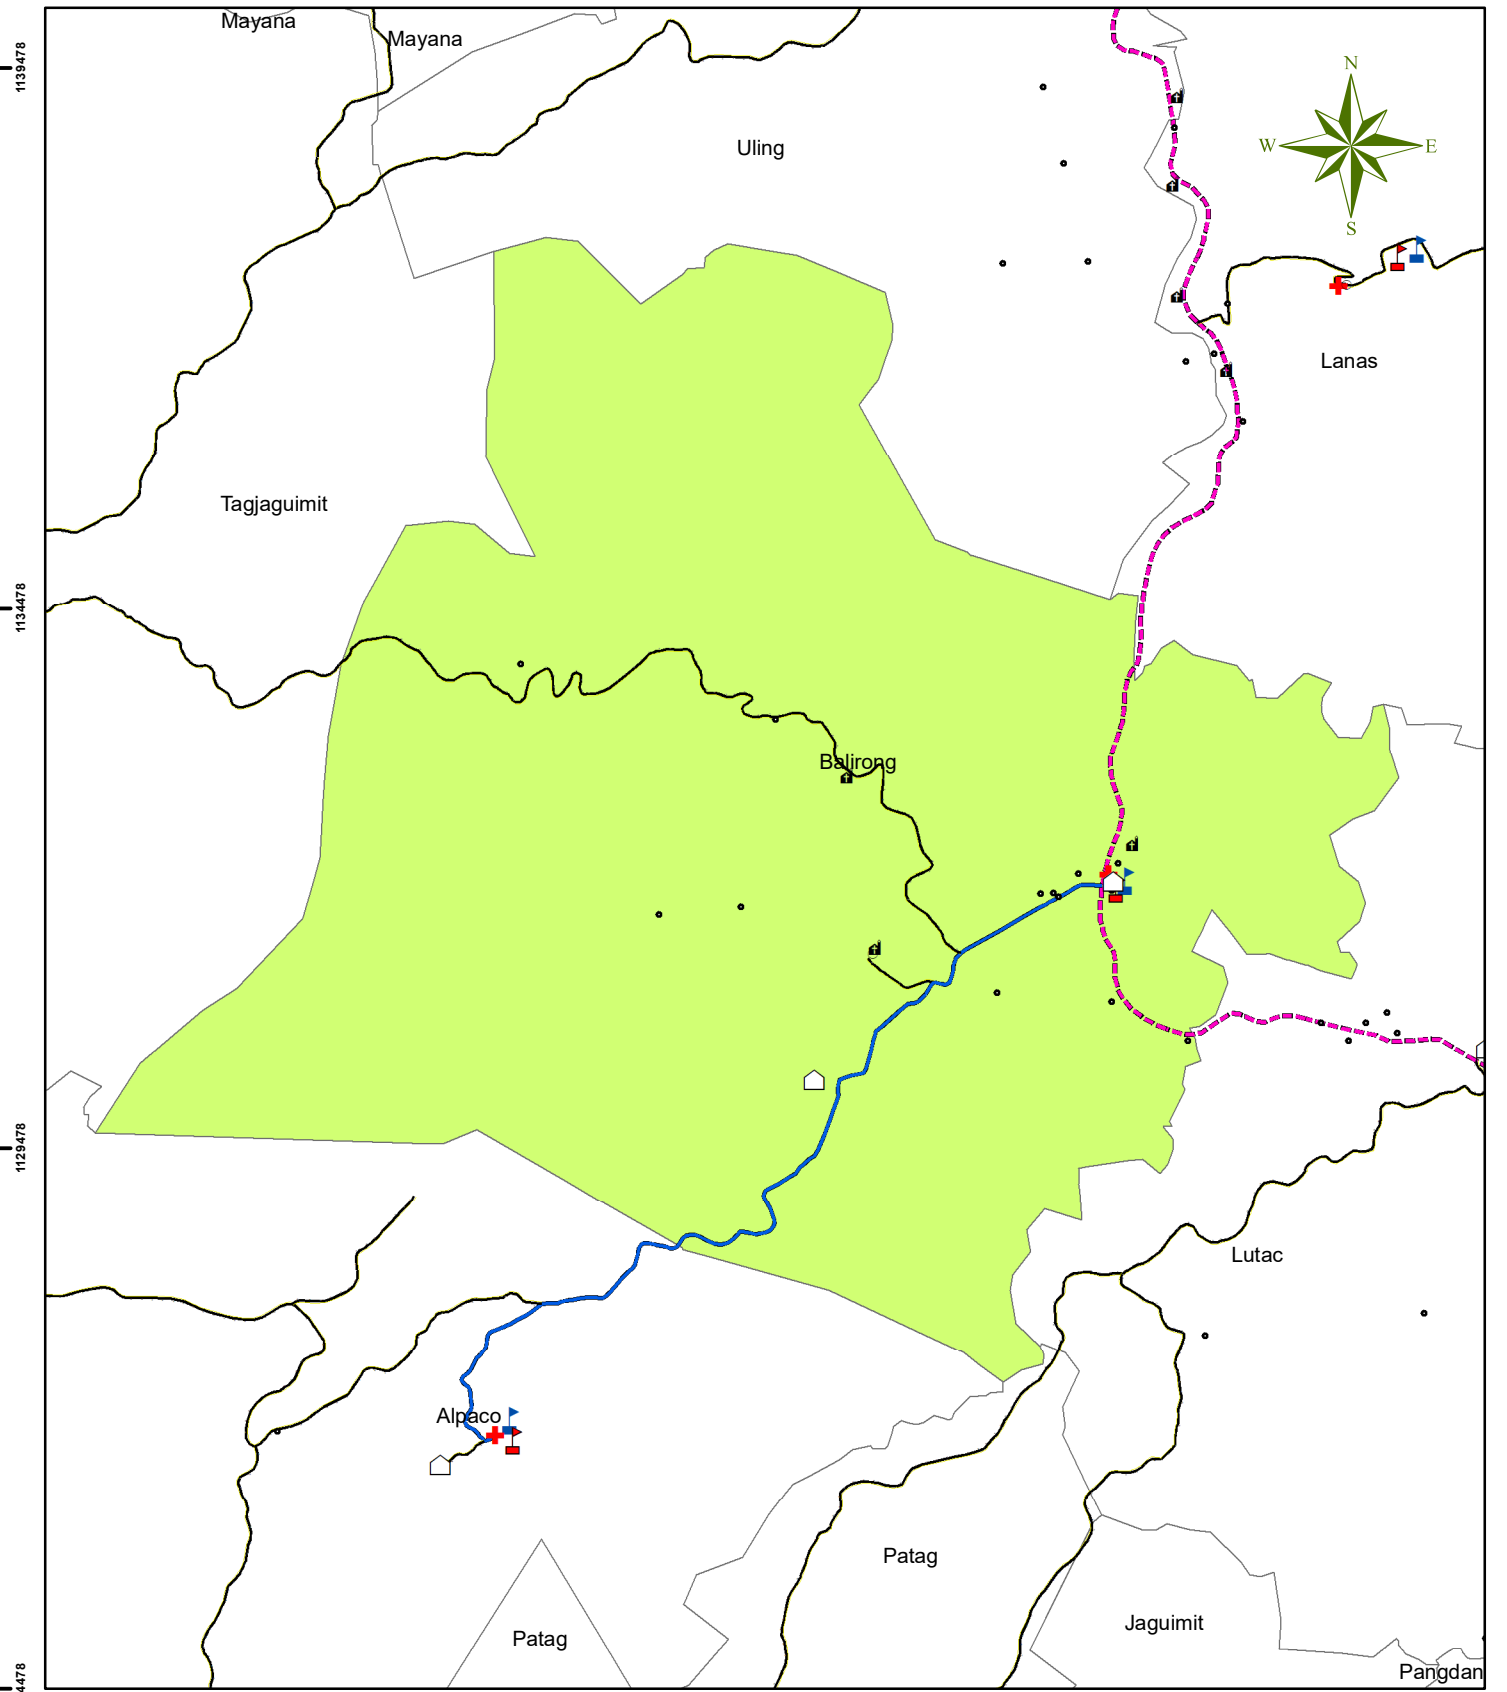 Mayana
Mayana
1139478
N
W
E
S
Uling
Lanas
Tagjaguimit
1134478
Balirong
1129478
Lutac
Alpaco
Patag
Patag
Jaguimit
Pangdan
4478